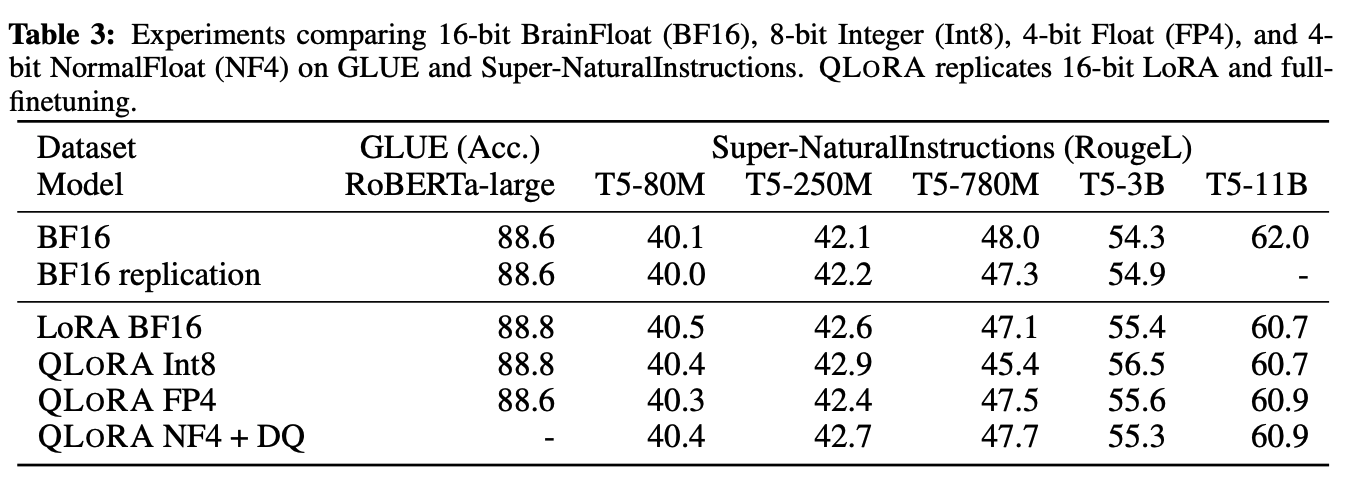 Table 3: Experiments comparing 16-bit BrainFloat (BF16), 8-bit Integer (Int8), 4-bit Float (FP4), and 4-
bit NormalFloat (NF4) on GLUE and Super-NaturalInstructions. QLORA replicates 16-bit LoRA and full-
finetuning.
Dataset GLUE (Acc.) Super-NaturalInstructions (RougeL)
Model RoBERTa-large T5-80M T5-250M T5-780M T5-3B T5-11B
BF16 88.6 40.1 42.1 48.0 54.3 62.0
BF16 replication 88.6 40.0 42.2 47.3 54.9 -
LoRA BF16 88.8 40.5 42.6 47.1 55.4 60.7
QLORA Int8 88.8 40.4 42.9 45.4 56.5 60.7
QLORA FP4 88.6 40.3 42.4 47.5 55.6 60.9
QLORA NF4 + DQ - 40.4 42.7 47.7 55.3 60.9